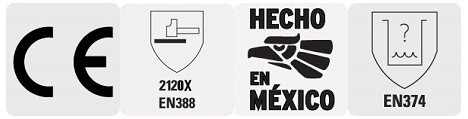 CE
2120X
EN388
HECHO
EN
MÉXICO
?
EN374